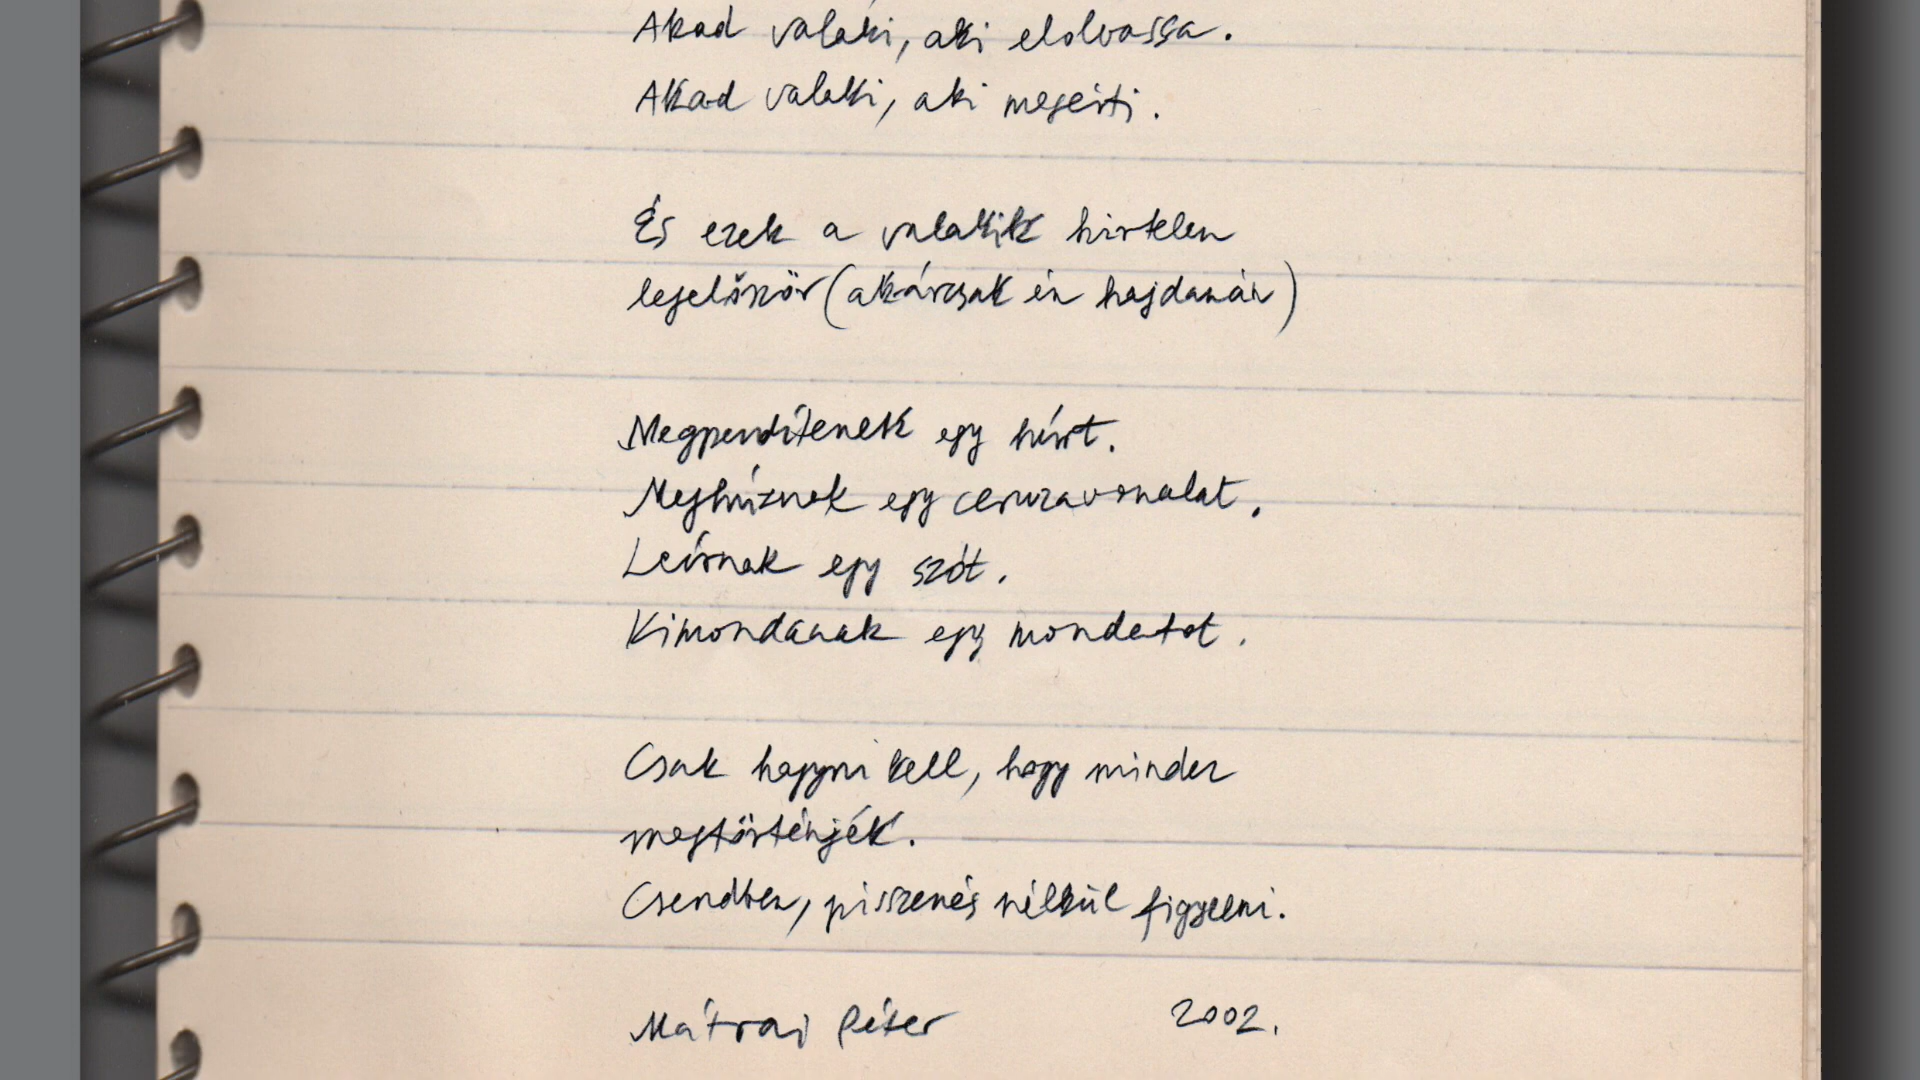 Akad valaki, aki elolvassa.
Akad valaki, aki megérti.
És ezek a valakik hirtelen
legelőször (akárcsak én hajdanán)
Megpendítenek egy húrt.
Meghúznak egy ceruzavonalat.
Leírnak egy szót.
Kimondanak egy mondatot.
Csak hagyni kell, hogy mindez
megtörténjék.
Csendben, pisszenés nélkül figyelni.
Mátrai Péter 2002.